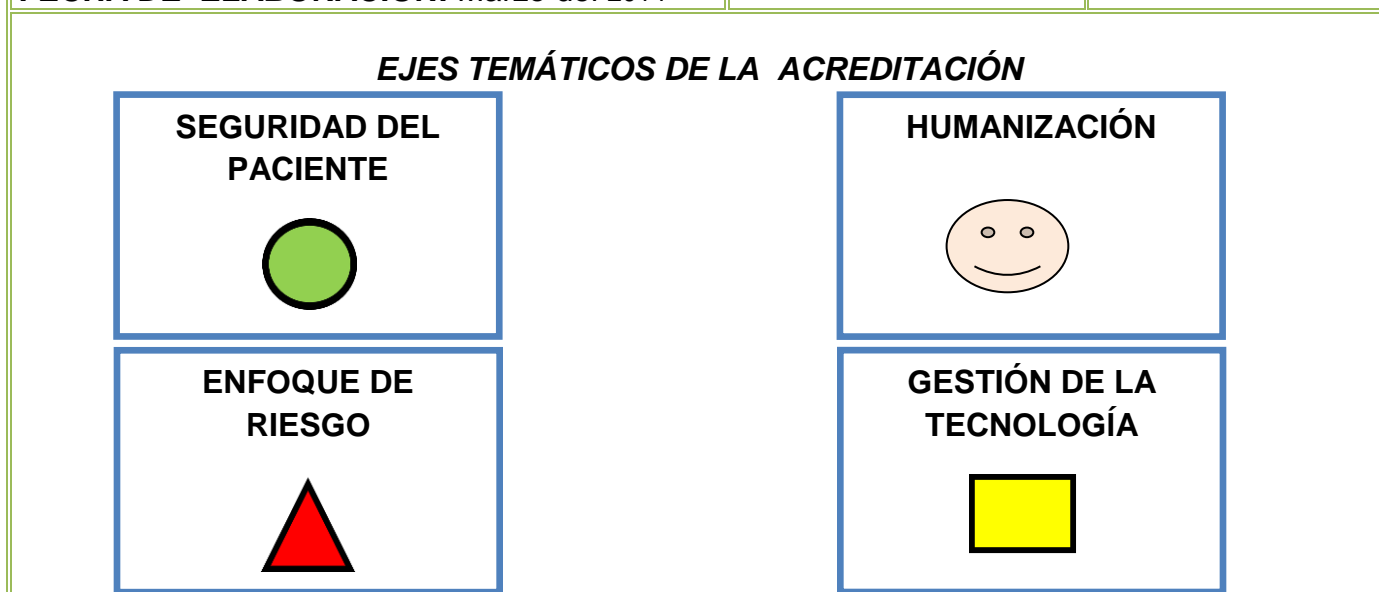 EJES TEMÁTICOS DE LA ACREDITACIÓN
SEGURIDAD DEL
PACIENTE
HUMANIZACIÓN
ENFOQUE DE
RIESGO
GESTIÓN DE LA
TECNOLOGÍA